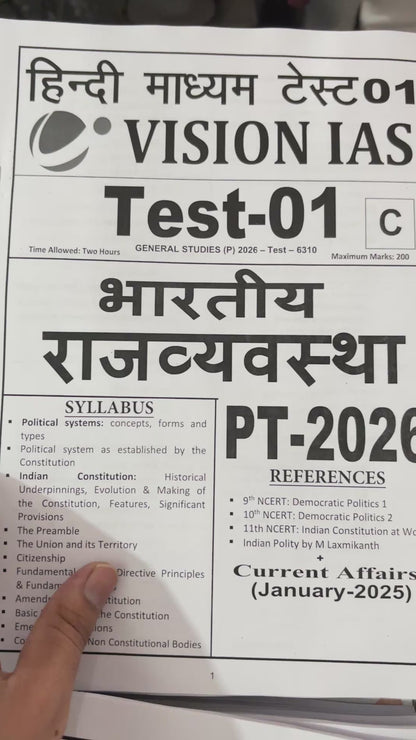 हिन्दी माध्यम टेस्ट 01
VISION IAS
Test-01
C
Time Allowed: Two Hours
GENERAL STUDIES (P) 2026 – Test – 6310
Maximum Marks: 200
भारतीय
राजव्यवस्था
SYLLABUS
▪ Political systems: concepts, forms and
types
▪ Political system as established by the
Constitution
▪ Indian Constitution: Historical
Underpinnings, Evolution & Making of
the Constitution, Features, Significant
Provisions
▪ The Preamble
▪ The Union and its Territory
▪ Citizenship
▪ Fundamental Directive Principles
&
▪ 
▪ Basic the Constitution
▪ 
▪ Non Constitutional Bodies
PT-2026
REFERENCES
▪ 9th NCERT: Democratic Politics 1
▪ 10th NCERT: Democratic Politics 2
▪ 11th NCERT: Indian Constitution at
▪ Indian Polity by M Laxmikanth
+
Current Affairs
(January-2025)
1